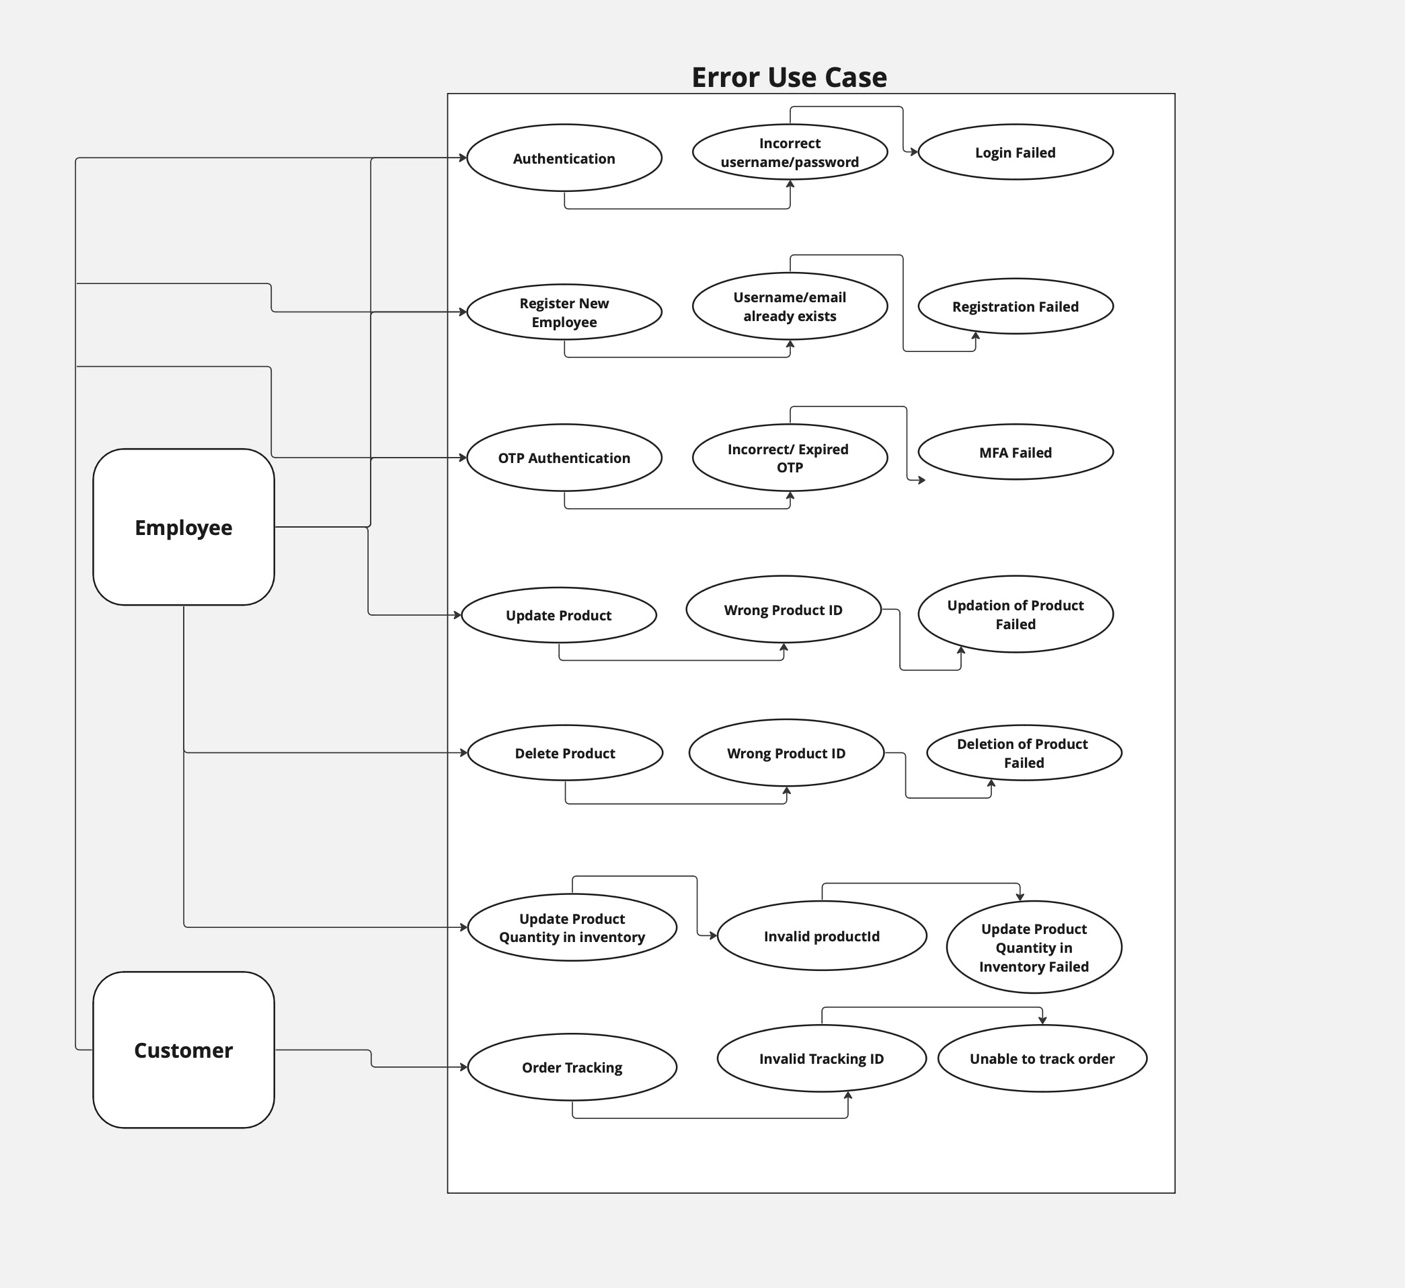 Error Use Case
Authentication
Incorrect
username/password
Login Failed
Register New
Employee
Username/email
already exists
Registration Failed
OTP Authentication
Incorrect/ Expired
OTP
MFA Failed
Employee
Update Product
Wrong Product ID
Updation of Product
Failed
Delete Product
Wrong Product ID
Deletion of Product
Failed
Update Product
Quantity in inventory
Invalid productId
Update Product
Quantity in
Inventory Failed
Customer
Order Tracking
Invalid Tracking ID
Unable to track order